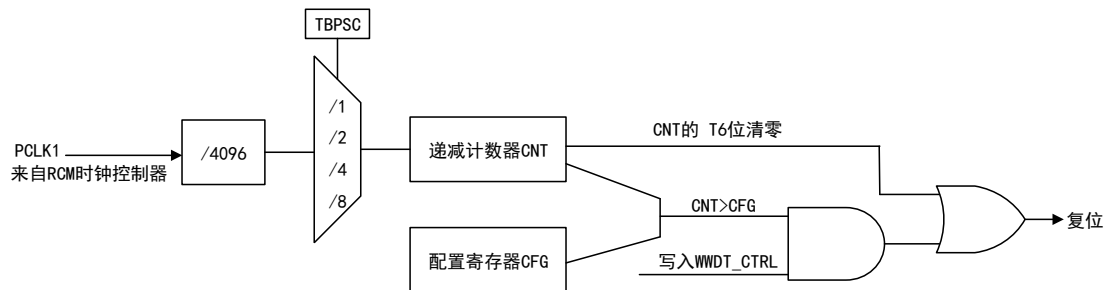 TBPSC
/1
/2
/4
/8
PCLK1
来自RCM时钟控制器
/4096
递减计数器CNT
CNT的 T6位清零
CNT>CFG
配置寄存器CFG
写入WWDT_CTRL
复位